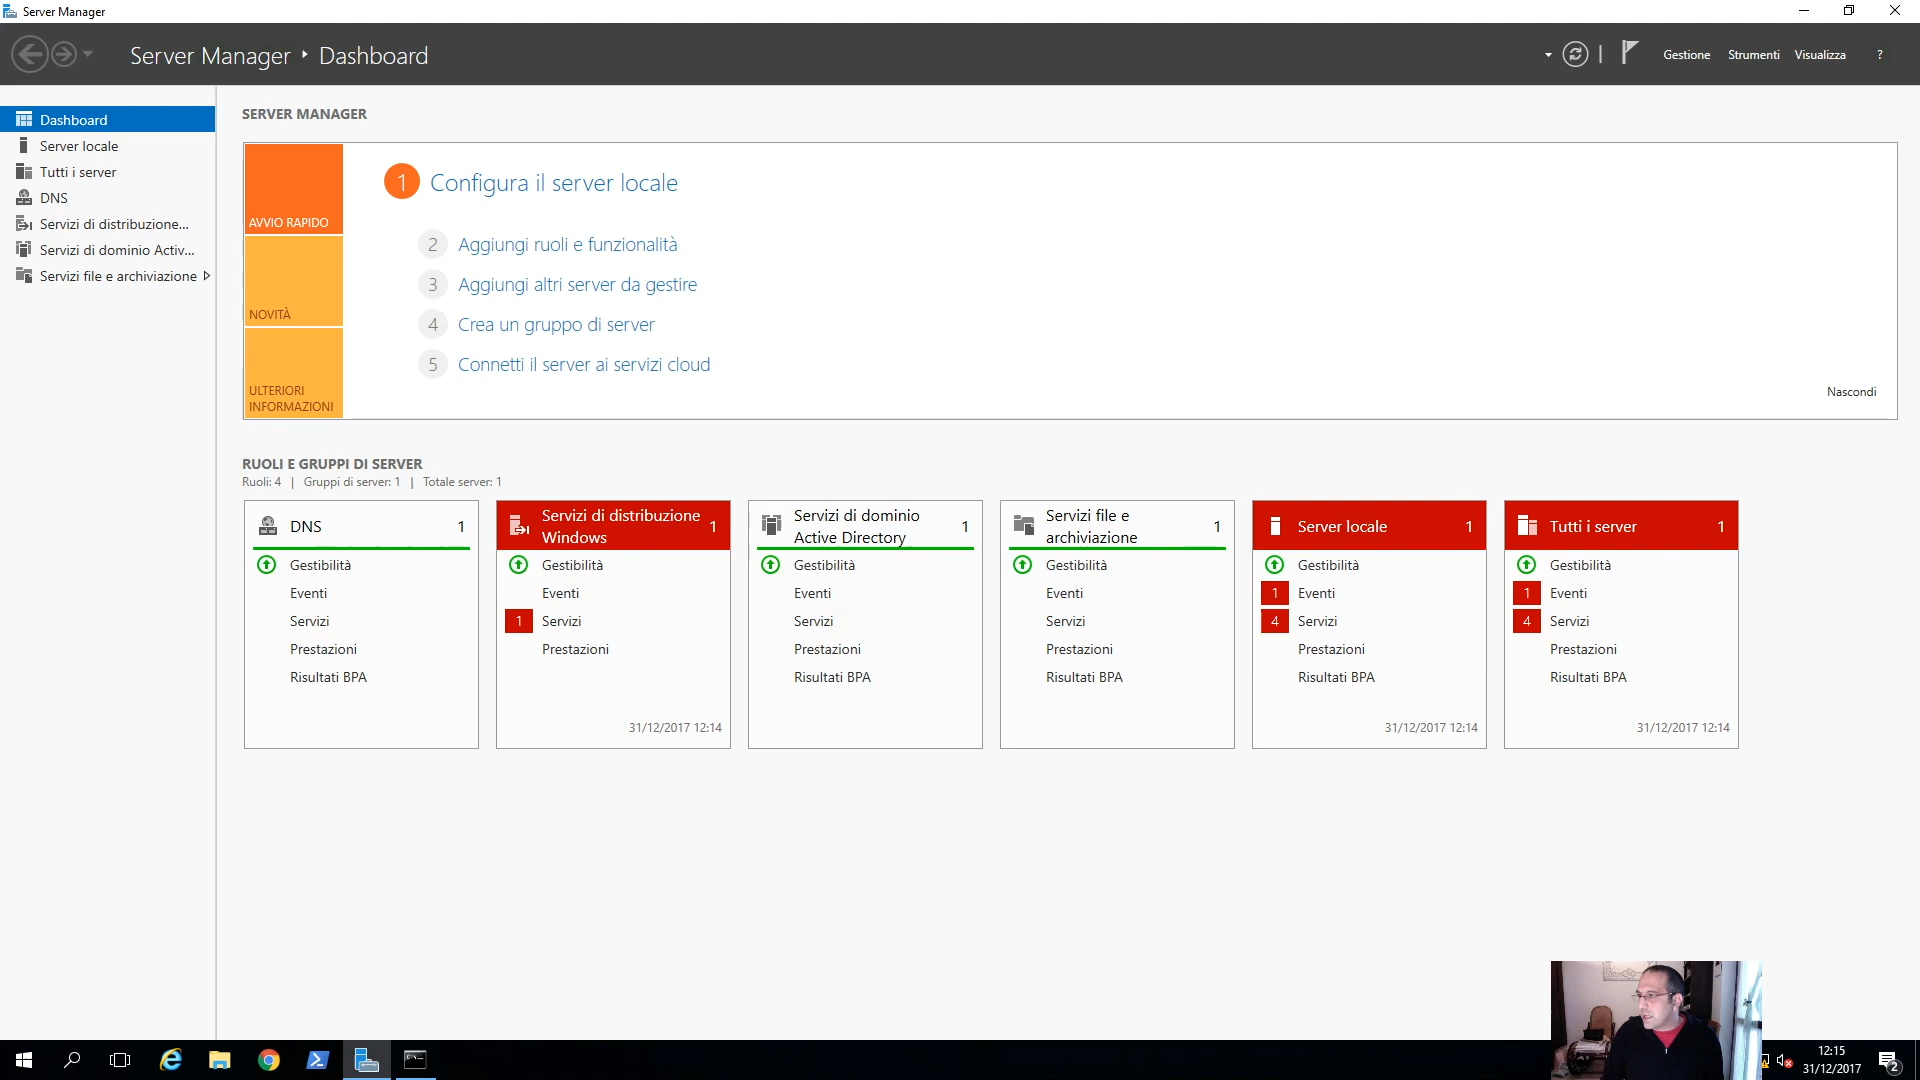 Server Manager
Server Manager ‣ Dashboard
Gestione Strumenti Visualizza ?
Dashboard
Server locale
Tutti i server
DNS
Servizi di distribuzione...
Servizi di dominio Activ...
Servizi file e archiviazione
SERVER MANAGER
AVVIO RAPIDO
NOVITÀ
ULTERIORI
INFORMAZIONI
1 Configura il server locale
2 Aggiungi ruoli e funzionalità
3 Aggiungi altri server da gestire
4 Crea un gruppo di server
5 Connetti il server ai servizi cloud
Nascondi
RUOLI E GRUPPI DI SERVER
Ruoli: 4 | Gruppi di server: 1 | Totale server: 1
DNS 1
Gestibilità
Eventi
Servizi
Prestazioni
Risultati BPA
Servizi di distribuzione
Windows 1
Gestibilità
Eventi
1 Servizi
Prestazioni
31/12/2017 12:14
Servizi di dominio
Active Directory 1
Gestibilità
Eventi
Servizi
Prestazioni
Risultati BPA
Servizi file e
archiviazione 1
Gestibilità
Eventi
Servizi
Prestazioni
Risultati BPA
Server locale 1
Gestibilità
1 Eventi
4 Servizi
Prestazioni
Risultati BPA
31/12/2017 12:14
Tutti i server 1
Gestibilità
1 Eventi
4 Servizi
Prestazioni
Risultati BPA
31/12/2017 12:14
12:15
31/12/2017
2